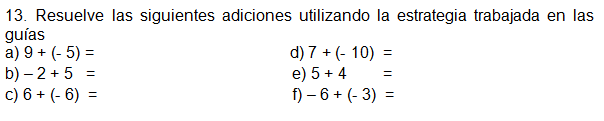 13. Resuelve las siguientes adiciones utilizando la estrategia trabajada en las
guías
a) 9 + (- 5) = d) 7 + (- 10) =
b) – 2 + 5 = e) 5 + 4 =
c) 6 + (- 6) = f) – 6 + (- 3) =